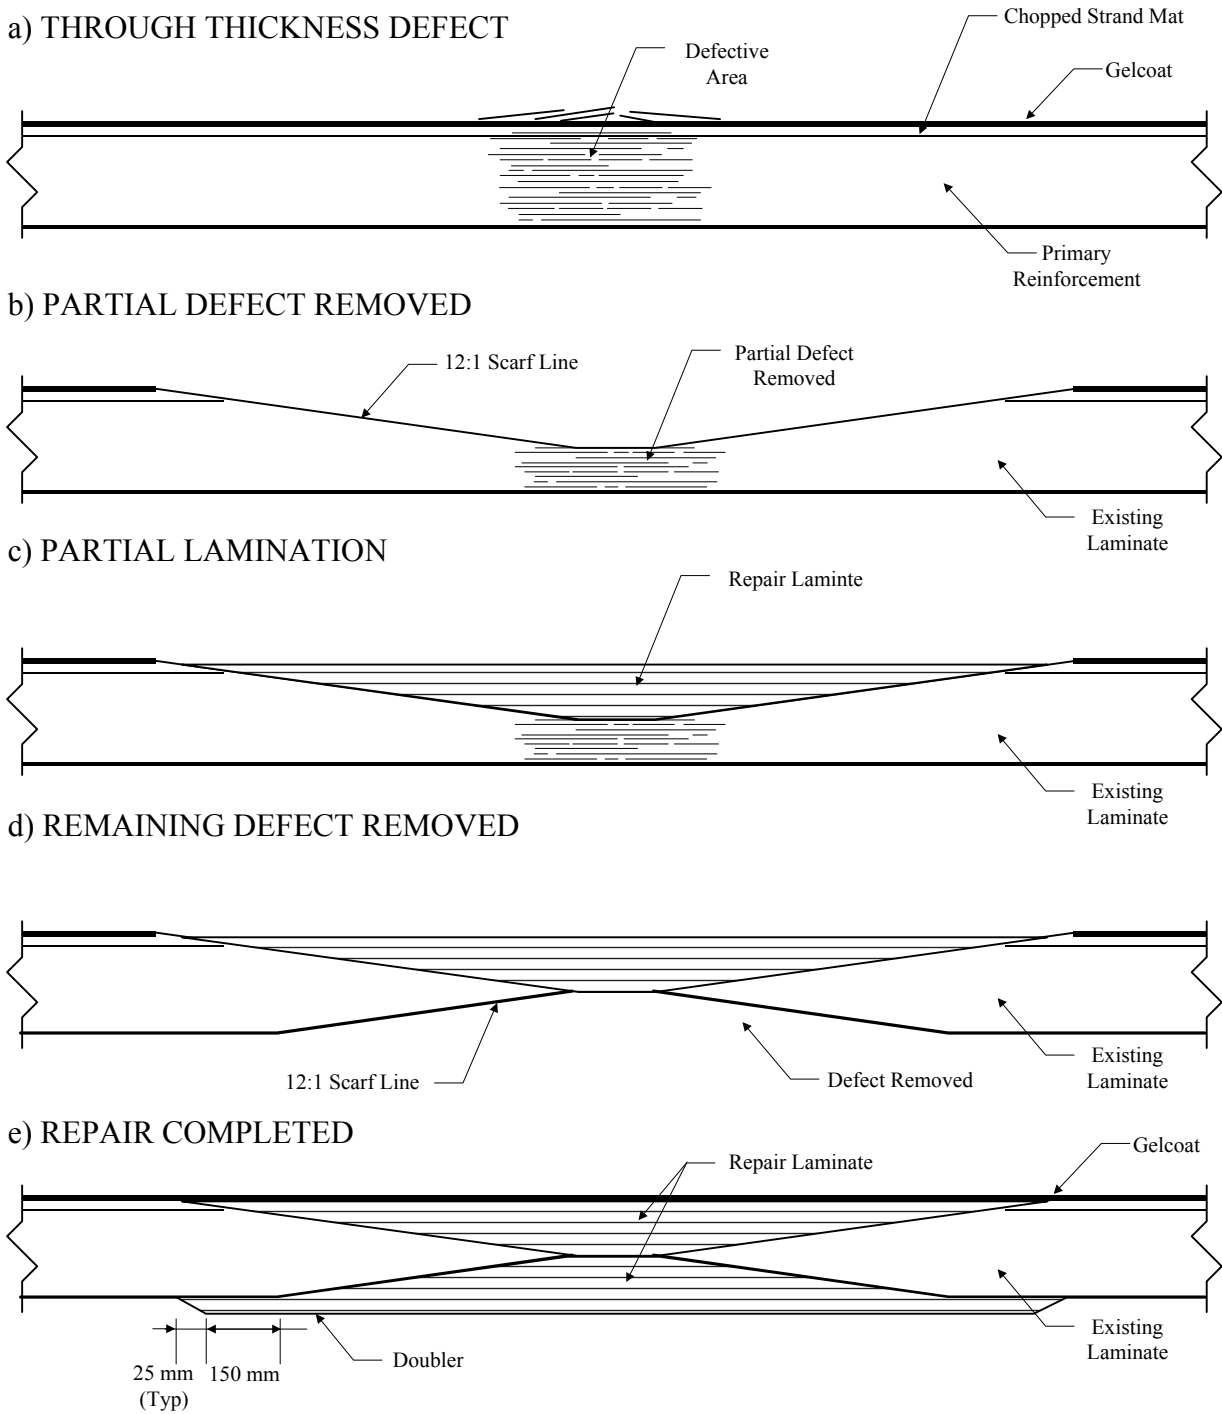 a) THROUGH THICKNESS DEFECT
Chopped Strand Mat
Defective
Area
Gelcoat
Primary
Reinforcement
b) PARTIAL DEFECT REMOVED
12:1 Scarf Line
Partial Defect
Removed
Existing
Laminate
c) PARTIAL LAMINATION
Repair Laminte
Existing
Laminate
d) REMAINING DEFECT REMOVED
12:1 Scarf Line
Defect Removed
Existing
Laminate
e) REPAIR COMPLETED
Gelcoat
Repair Laminate
Existing
Laminate
Doubler
25 mm
(Typ)
150 mm